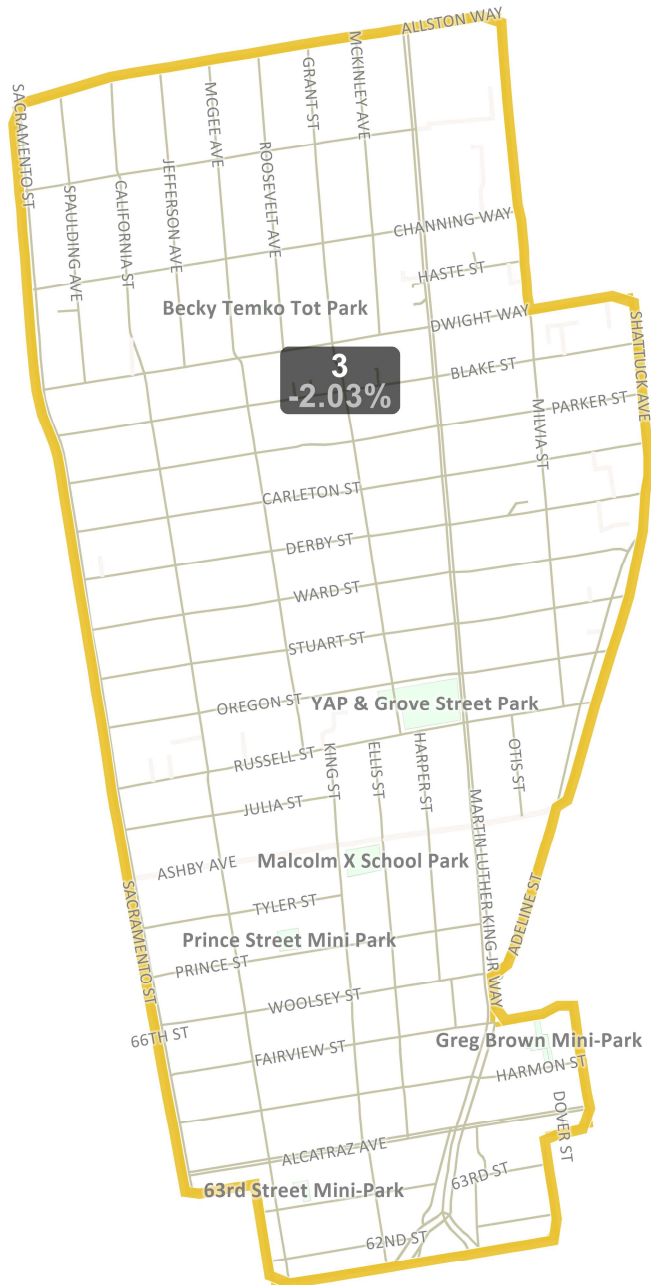 ALLSTON WAY
MCKINLEY AVE
GRANT ST
MCGEE AVE
SACRAMENTO ST
ROOSEVELT AVE
JEFFERSON AVE
CALIFORNIA ST
SPAULDING AVE
CHANNING WAY
HASTE ST
Becky Temko Tot Park
DWIGHT WAY
SHATTUCK AVE
3
-2.03%
BLAKE ST
PARKER ST
MILVIA ST
CARLETON ST
DERBY ST
WARD ST
STUART ST
OREGON ST
YAP & Grove Street Park
RUSSELL ST
KING ST
ELLIS ST
HARPER ST
OTIS ST
JULIA ST
MARTIN LUTHER KING JR WAY
ASHBY AVE
Malcolm X School Park
SACRAMENTO ST
TYLER ST
ADELINE ST
Prince Street Mini Park
PRINCE ST
WOOLSEY ST
66TH ST
FAIRVIEW ST
Greg Brown Mini-Park
HARMON ST
DOVER ST
ALCATRAZ AVE
63RD ST
63rd Street Mini-Park
62ND ST